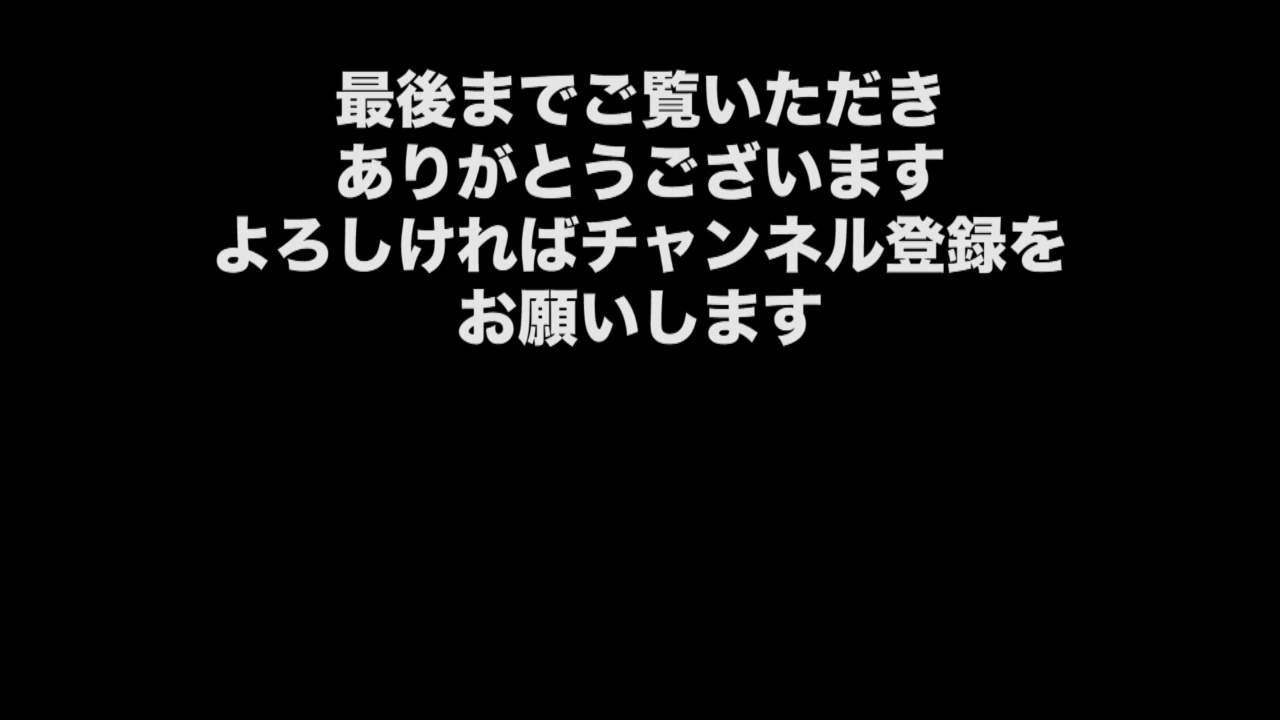 最後までご覧いただき
ありがとうございます
よろしければチャンネル登録を
お願いします